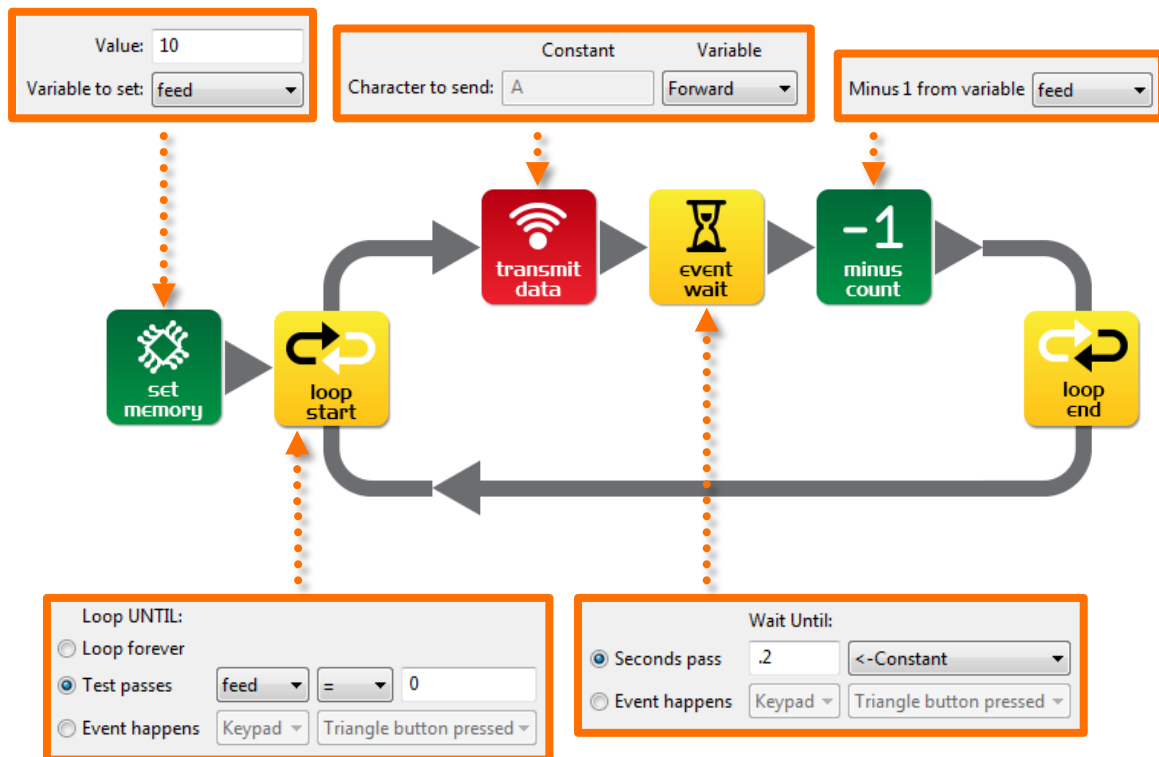 Value: 10
Variable to set: feed
Constant Variable
Character to send: A Forward
Minus 1 from variable feed
transmit
data
event
wait
-1
minus
count
set
memory
loop
start
loop
end
Loop UNTIL:
Loop forever
Test passes feed = 0
Event happens Keypad Triangle button pressed
Wait Until:
Seconds pass .2 <-Constant
Event happens Keypad Triangle button pressed